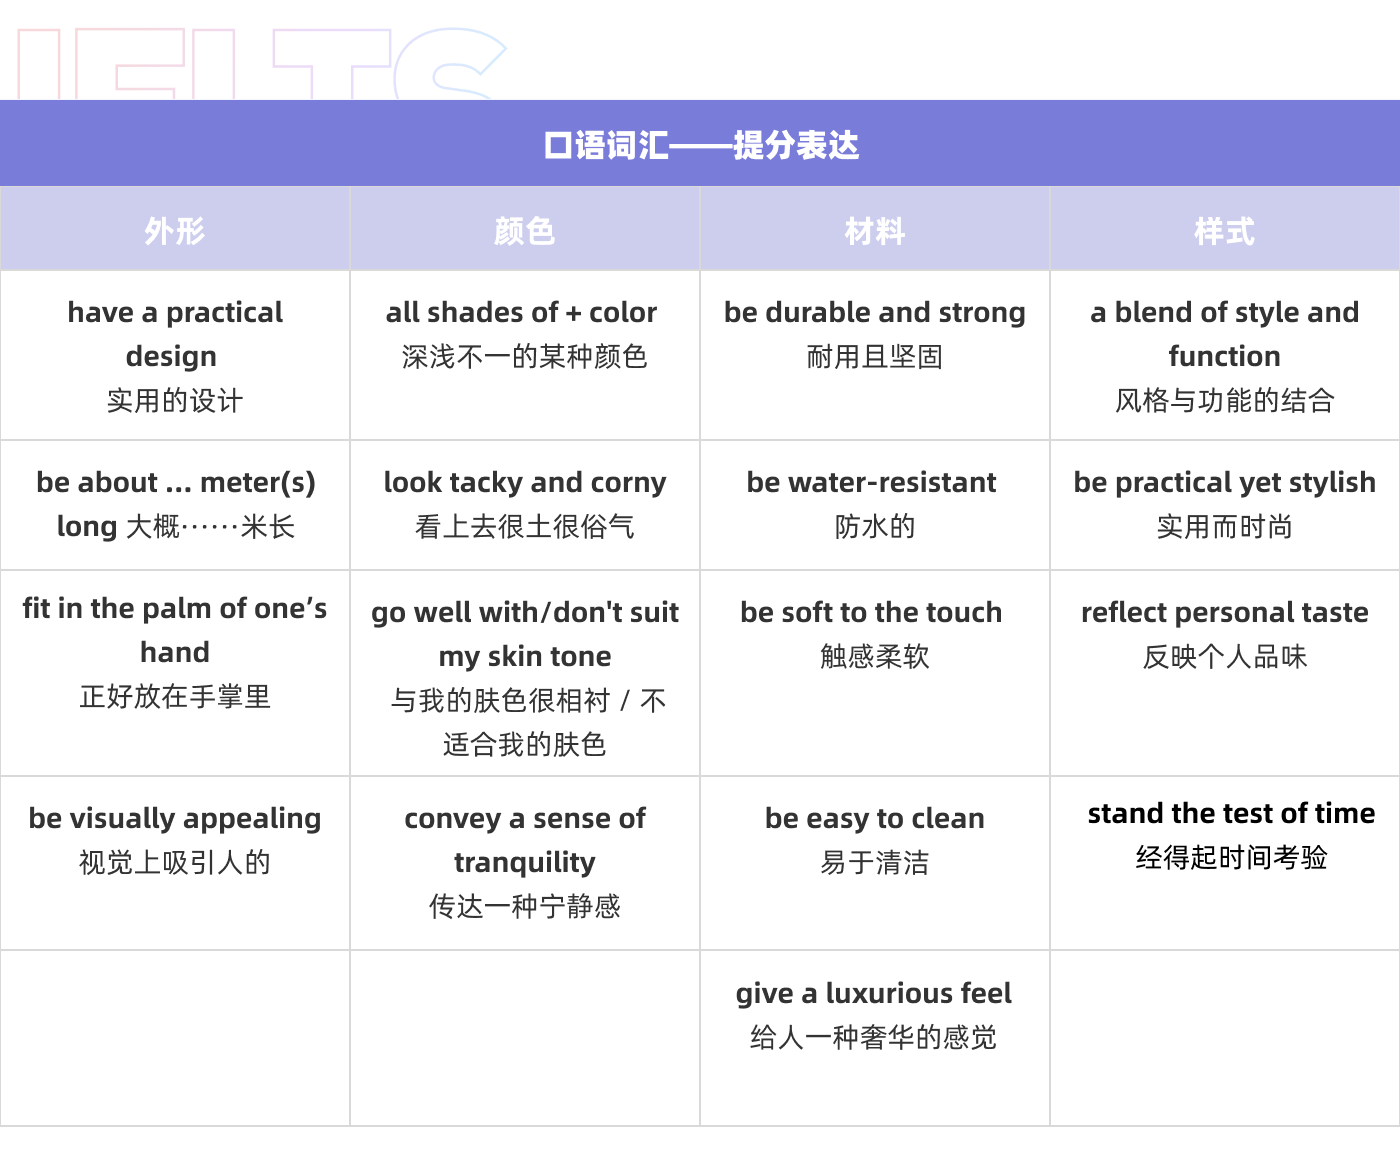 IELTS
口语词汇——提分表达
外形
颜色
材料
样式
have a practical
design
实用的设计
all shades of + color
深浅不一的某种颜色
be durable and strong
耐用且坚固
a blend of style and
function
风格与功能的结合
be about ... meter(s)
long 大概……米长
look tacky and corny
看上去很土很俗气
be water-resistant
防水的
be practical yet stylish
实用而时尚
fit in the palm of one’s
hand
正好放在手掌里
go well with/don't suit
my skin tone
与我的肤色很相衬 / 不
适合我的肤色
be soft to the touch
触感柔软
reflect personal taste
反映个人品味
be visually appealing
视觉上吸引人的
convey a sense of
tranquility
传达一种宁静感
be easy to clean
易于清洁
stand the test of time
经得起时间考验
give a luxurious feel
给人一种奢华的感觉